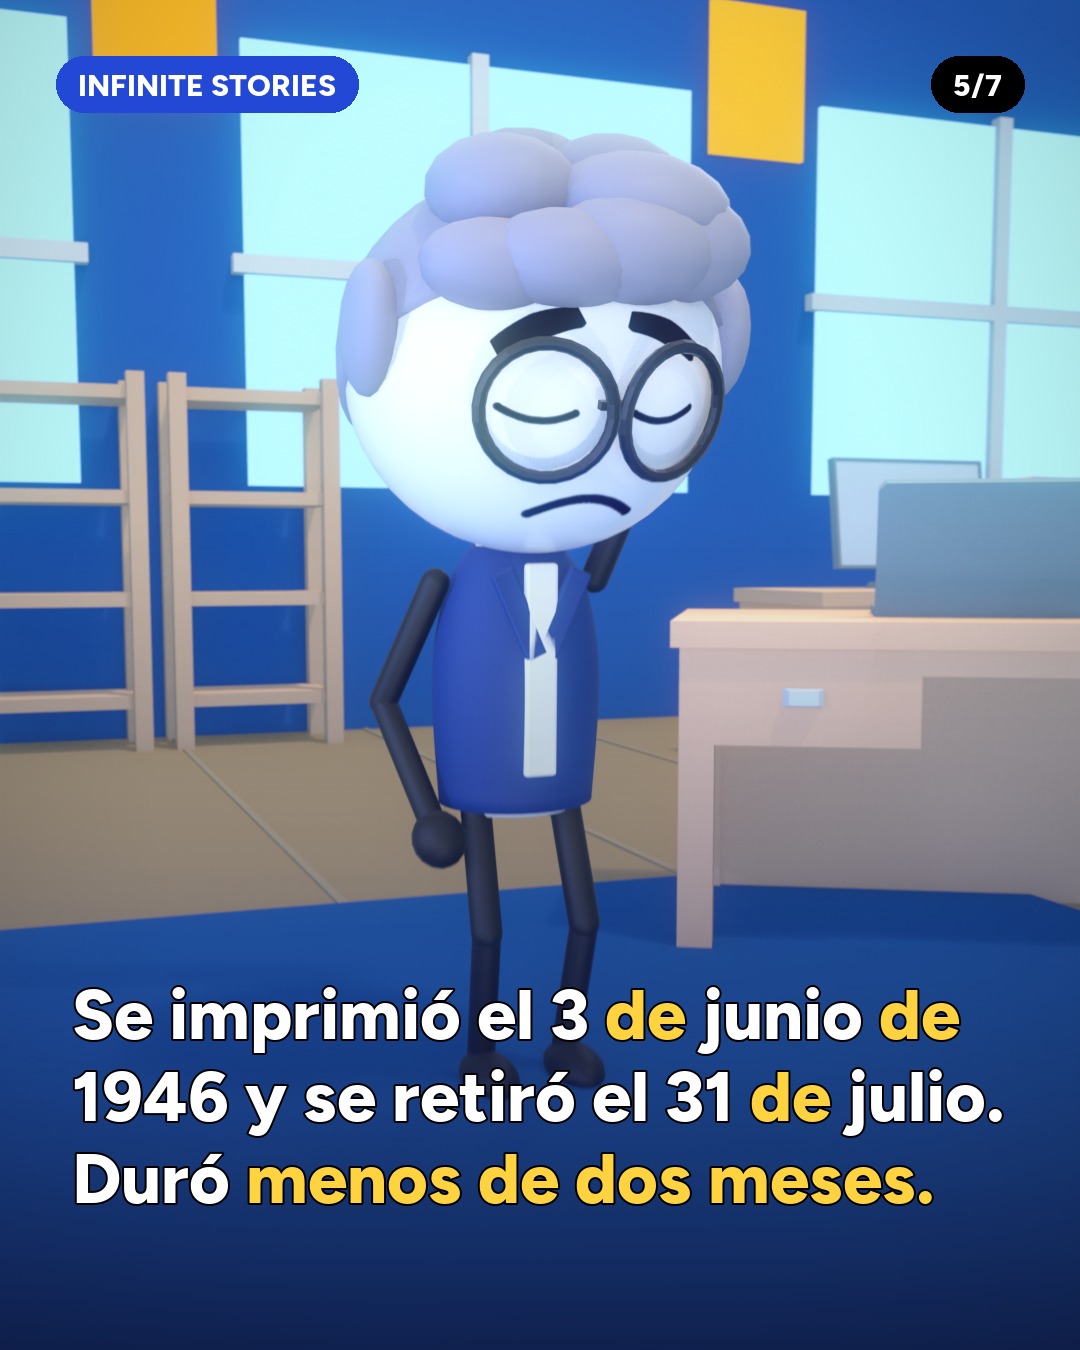 INFINITE STORIES
5/7
Se imprimió el 3 de junio de
1946 y se retiró el 31 de julio.
Duró menos de dos meses.